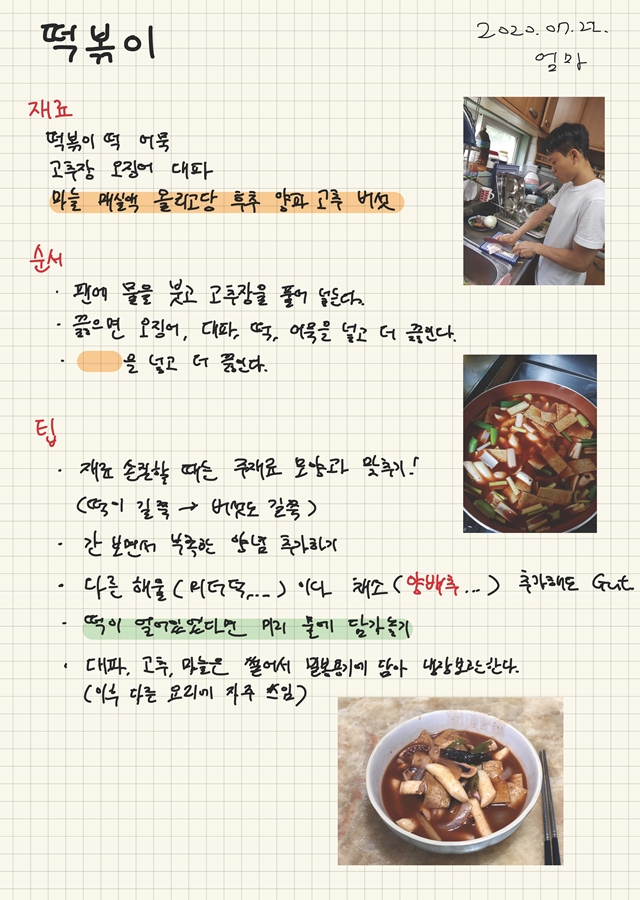 떡볶이
2020.07.22.
재료
떡볶이 떡 어묵
고추장 오징어 대파
마늘 매실액 올리고당 후추 양파 고추 버섯
순서
· 팬에 물을 붓고 고추장을 풀어 넣는다.
· 끓으면 오징어, 대파, 떡, 어묵을 넣고 더 끓인다.
· 을 넣고 더 끓인다.
팁
· 재료 손질할 때는 주재료 모양과 맞추기!
(떡이 길쭉 → 버섯도 길쭉)
· 간 보면서 부족한 양념 추가하기
· 다른 해물( ... )이나 채소(양배추...) 추가해도 Gut
· 떡이 얼어있었다면 미리 물에 담가놓기
· 대파, 고추, 마늘은 썰어서 밀봉용기에 담아 냉장보관한다.
(이후 다른 요리에 자주 쓰임)